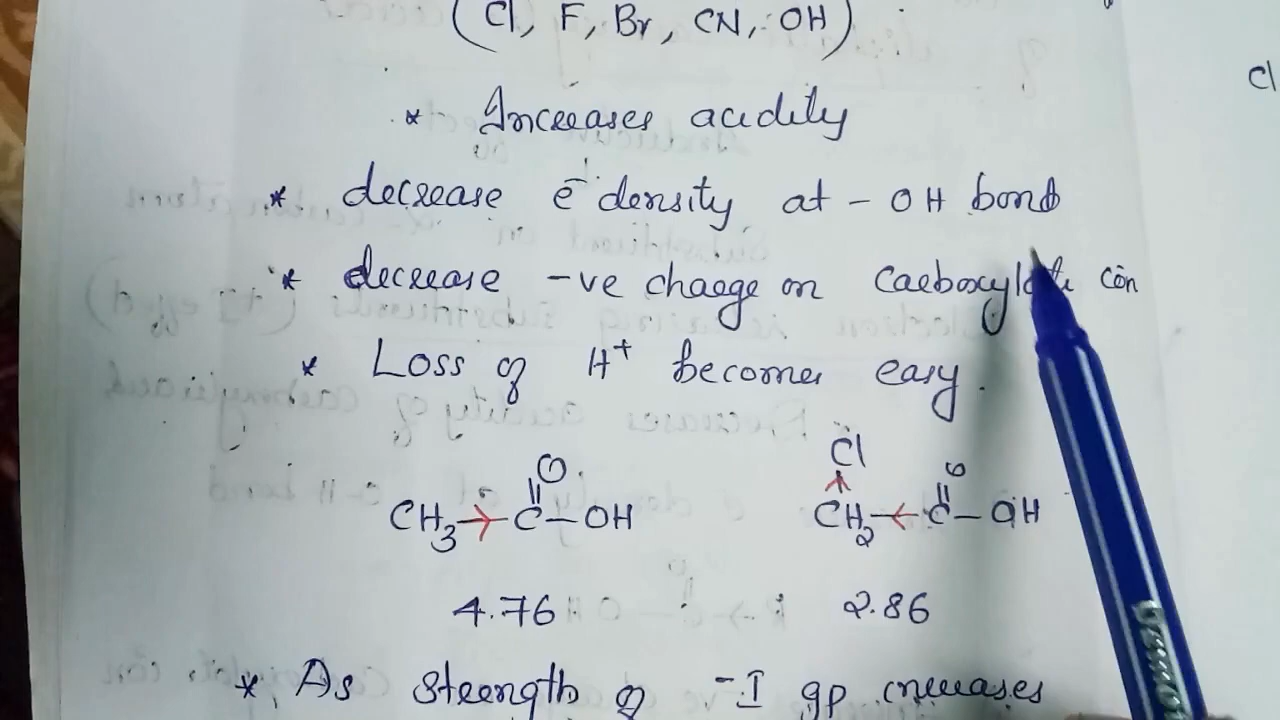 (Cl, F, Br, CN, OH)
Cl
* Increases acidity
* decrease e⁻ density at – OH bond
* decrease -ve charge on Carboxylate ion
* Loss of H⁺ becomes easy.
O Cl O
CH₃ → C – OH CH₂ ← C – OH
4.76 2.86
* As strength of -I gp increases